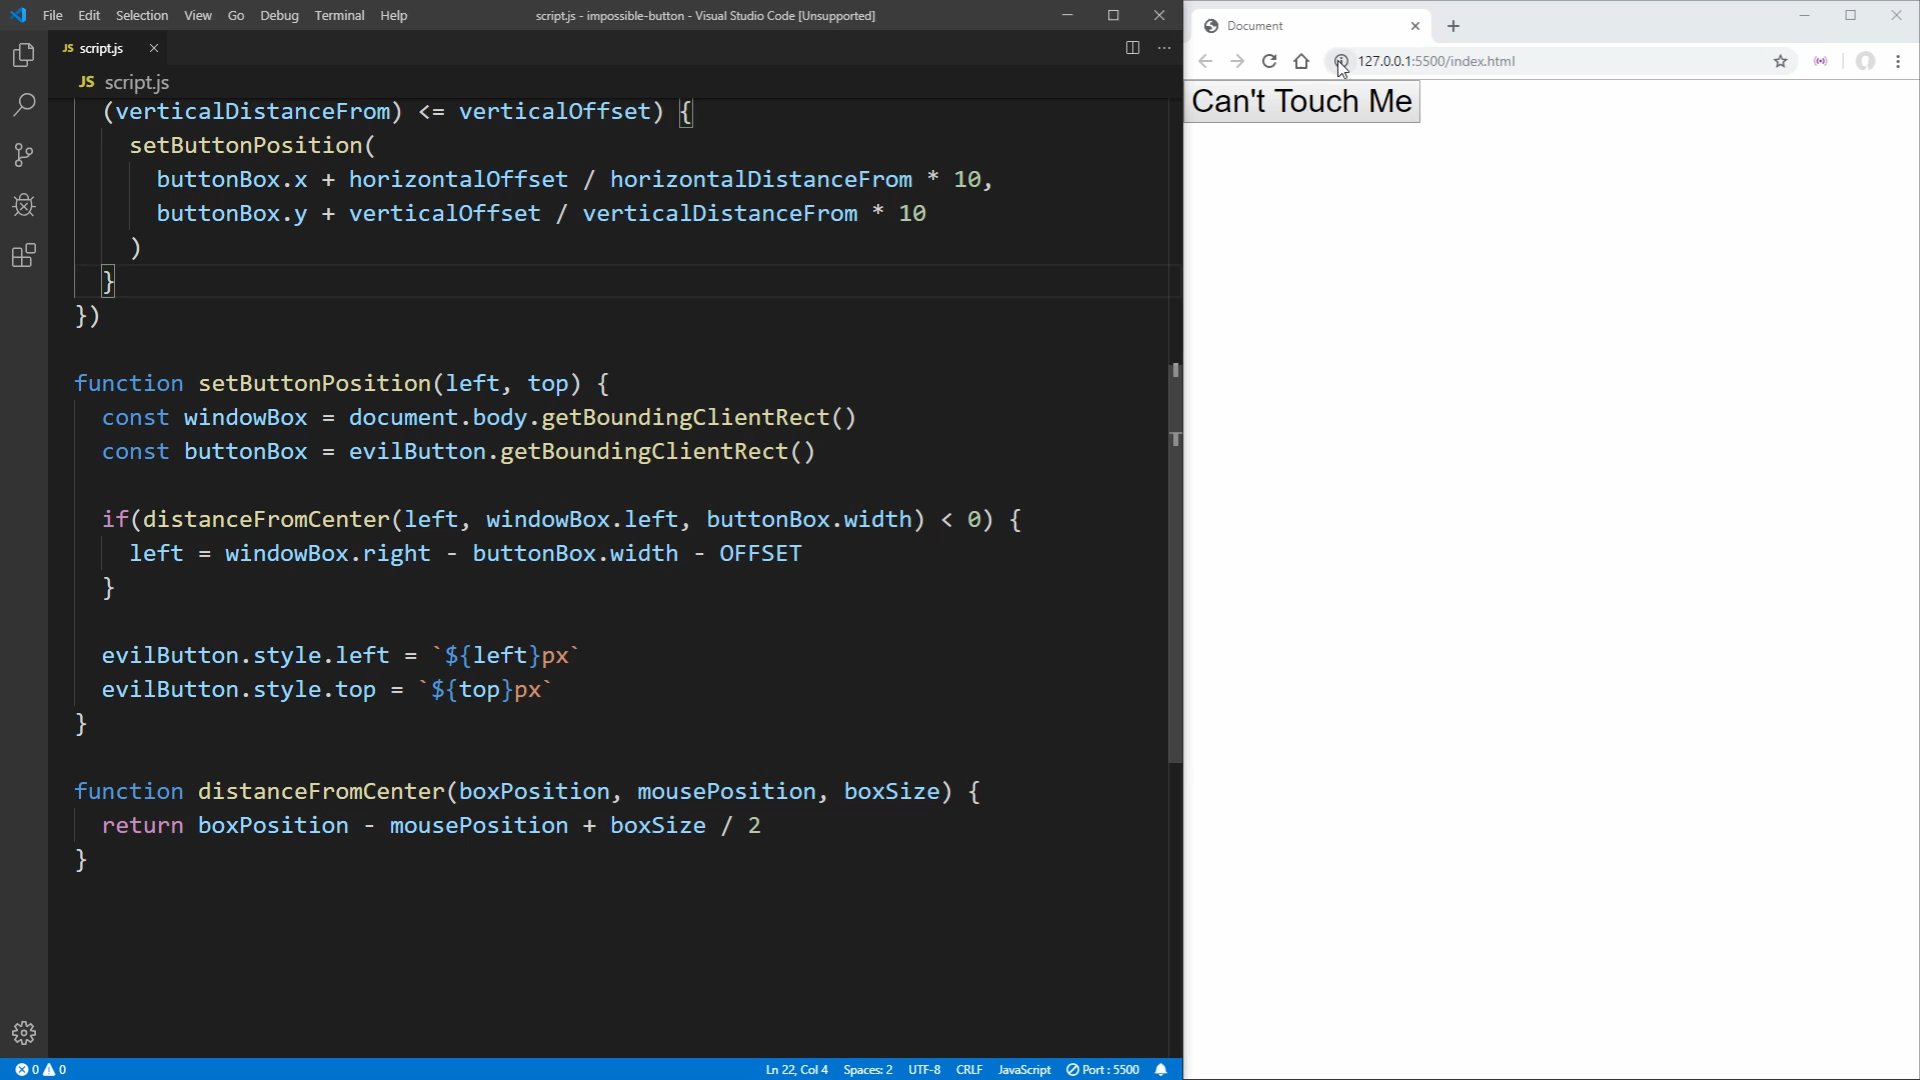 File Edit Selection View Go Debug Terminal Help
script.js - impossible-button - Visual Studio Code [Unsupported]
JS script.js
JS script.js
(verticalDistanceFrom) <= verticalOffset) {
setButtonPosition(
buttonBox.x + horizontalOffset / horizontalDistanceFrom * 10,
buttonBox.y + verticalOffset / verticalDistanceFrom * 10
)
}
})
function setButtonPosition(left, top) {
const windowBox = document.body.getBoundingClientRect()
const buttonBox = evilButton.getBoundingClientRect()
if(distanceFromCenter(left, windowBox.left, buttonBox.width) < 0) {
left = windowBox.right - buttonBox.width - OFFSET
}
evilButton.style.left = `${left}px`
evilButton.style.top = `${top}px`
}
function distanceFromCenter(boxPosition, mousePosition, boxSize) {
return boxPosition - mousePosition + boxSize / 2
}
0 0
Ln 22, Col 4 Spaces: 2 UTF-8 CRLF JavaScript Port : 5500
Document
127.0.0.1:5500/index.html
Can't Touch Me